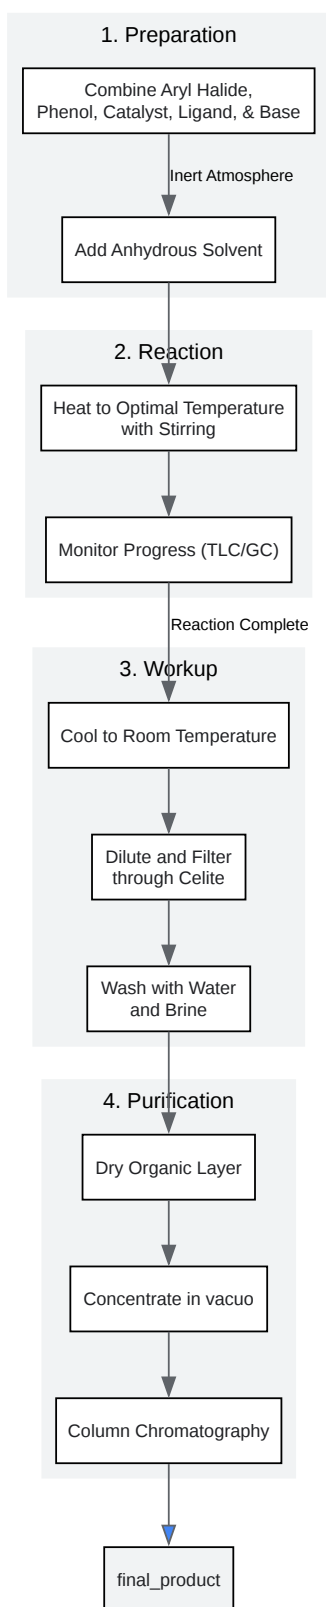 1. Preparation
Combine Aryl Halide,
Phenol, Catalyst, Ligand, & Base
Inert Atmosphere
Add Anhydrous Solvent
2. Reaction
Heat to Optimal Temperature
with Stirring
Monitor Progress (TLC/GC)
Reaction Complete
3. Workup
Cool to Room Temperature
Dilute and Filter
through Celite
Wash with Water
and Brine
4. Purification
Dry Organic Layer
Concentrate in vacuo
Column Chromatography
final_product